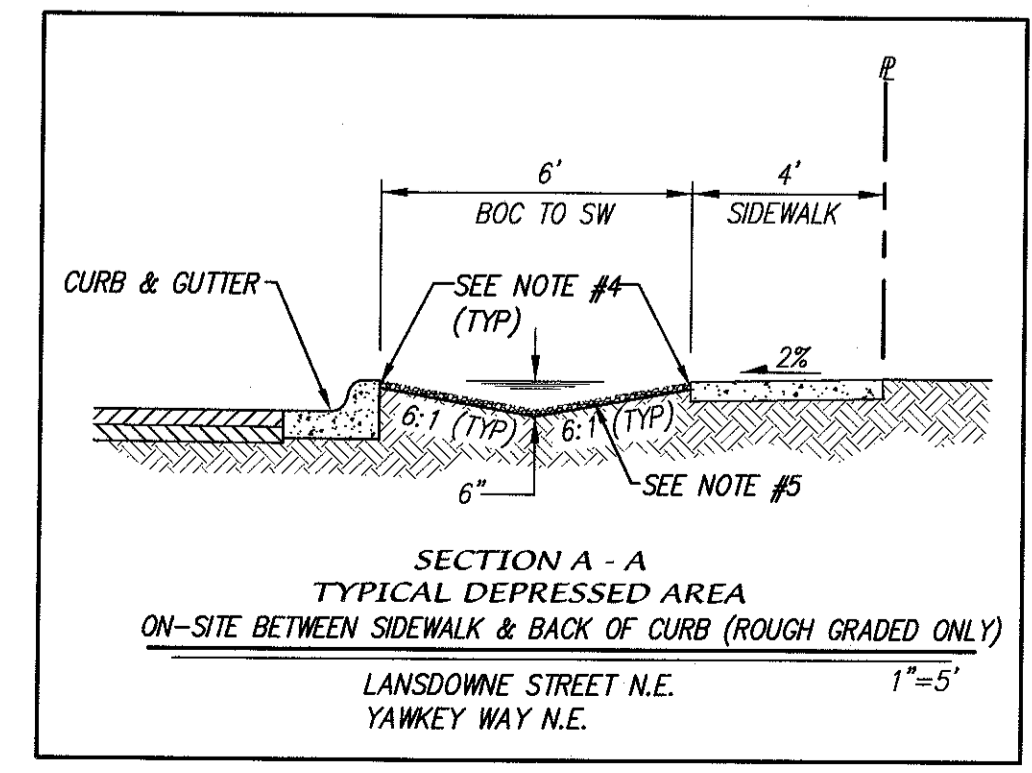 PL
6'
4'
BOC TO SW
SIDEWALK
CURB & GUTTER
SEE NOTE #4
(TYP)
2%
6:1 (TYP)
6:1 (TYP)
6"
SEE NOTE #5
SECTION A - A
TYPICAL DEPRESSED AREA
ON-SITE BETWEEN SIDEWALK & BACK OF CURB (ROUGH GRADED ONLY)
1"=5'
LANSDOWNE STREET N.E.
YAWKEY WAY N.E.